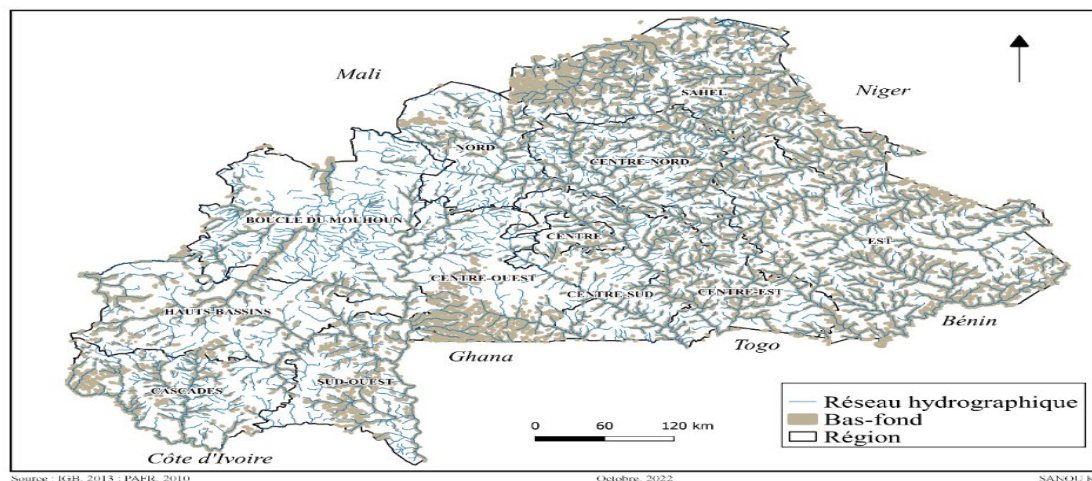 Mali
Niger
SAHEL
NORD
CENTRE-NORD
BOUCLE DU MOUHOUN
CENTRE
EST
CENTRE-OUEST
CENTRE-SUD
CENTRE-EST
HAUTS-BASSINS
Bénin
Togo
Ghana
SUD-OUEST
CASCADES
Réseau hydrographique
Bas-fond
Région
0 60 120 km
Côte d'Ivoire
Source : IGB, 2013 ; PAFR, 2010
Octobre, 2022
SANOU